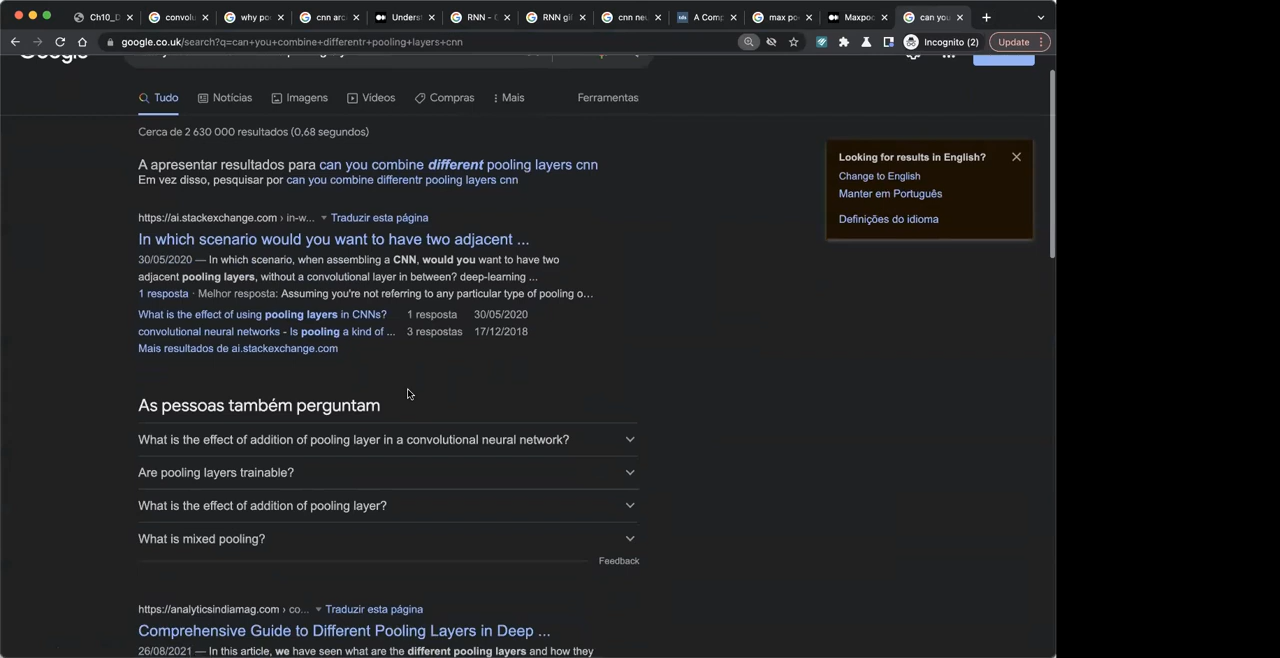 Ch10_D
convolu
why po
cnn arc
Underst
RNN - G
RNN gl
cnn neu
A Comp
max po
Maxpoo
can you
google.co.uk/search?q=can+you+combine+differentr+pooling+layers+cnn
Incognito (2)
Update
Tudo
Notícias
Imagens
Vídeos
Compras
Mais
Ferramentas
Cerca de 2 630 000 resultados (0,68 segundos)
A apresentar resultados para can you combine different pooling layers cnn
Em vez disso, pesquisar por can you combine differentr pooling layers cnn
Looking for results in English?
Change to English
Manter em Português
Definições do idioma
https://ai.stackexchange.com › in-w... Traduzir esta página
In which scenario would you want to have two adjacent ...
30/05/2020 — In which scenario, when assembling a CNN, would you want to have two
adjacent pooling layers, without a convolutional layer in between? deep-learning ...
1 resposta · Melhor resposta: Assuming you're not referring to any particular type of pooling o...
What is the effect of using pooling layers in CNNs? 1 resposta 30/05/2020
convolutional neural networks - Is pooling a kind of ... 3 respostas 17/12/2018
Mais resultados de ai.stackexchange.com
As pessoas também perguntam
What is the effect of addition of pooling layer in a convolutional neural network?
Are pooling layers trainable?
What is the effect of addition of pooling layer?
What is mixed pooling?
Feedback
https://analyticsindiamag.com › co... Traduzir esta página
Comprehensive Guide to Different Pooling Layers in Deep ...
26/08/2021 — In this article, we have seen what are the different pooling layers and how they